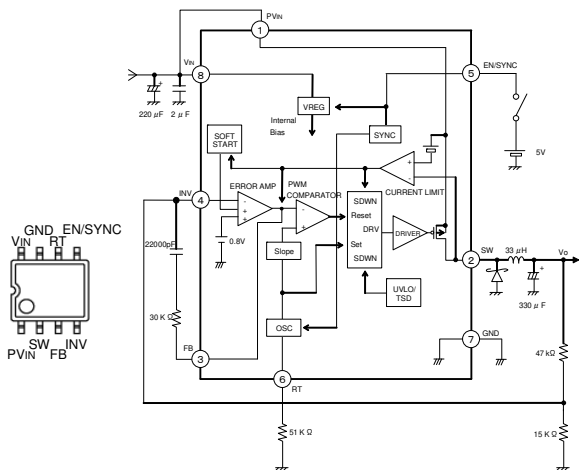 PVIN
1
VIN
8
220 µF
2 µF
EN/SYNC
5
5V
VREG
Internal
Bias
SYNC
SOFT
START
INV
4
ERROR AMP
PWM
COMPARATOR
CURRENT LIMIT
0.8V
Slope
SDWN
Reset
DRV
Set
SDWN
DRIVER
SW
2
33 µH
Vo
330 µ F
UVLO/
TSD
OSC
GND
7
22000pF
30 K Ω
FB
3
6
RT
51 K Ω
47 kΩ
15 K Ω
GND EN/SYNC
VIN RT
SW INV
PVIN FB
+
-
+
+
-
+
+
-
+